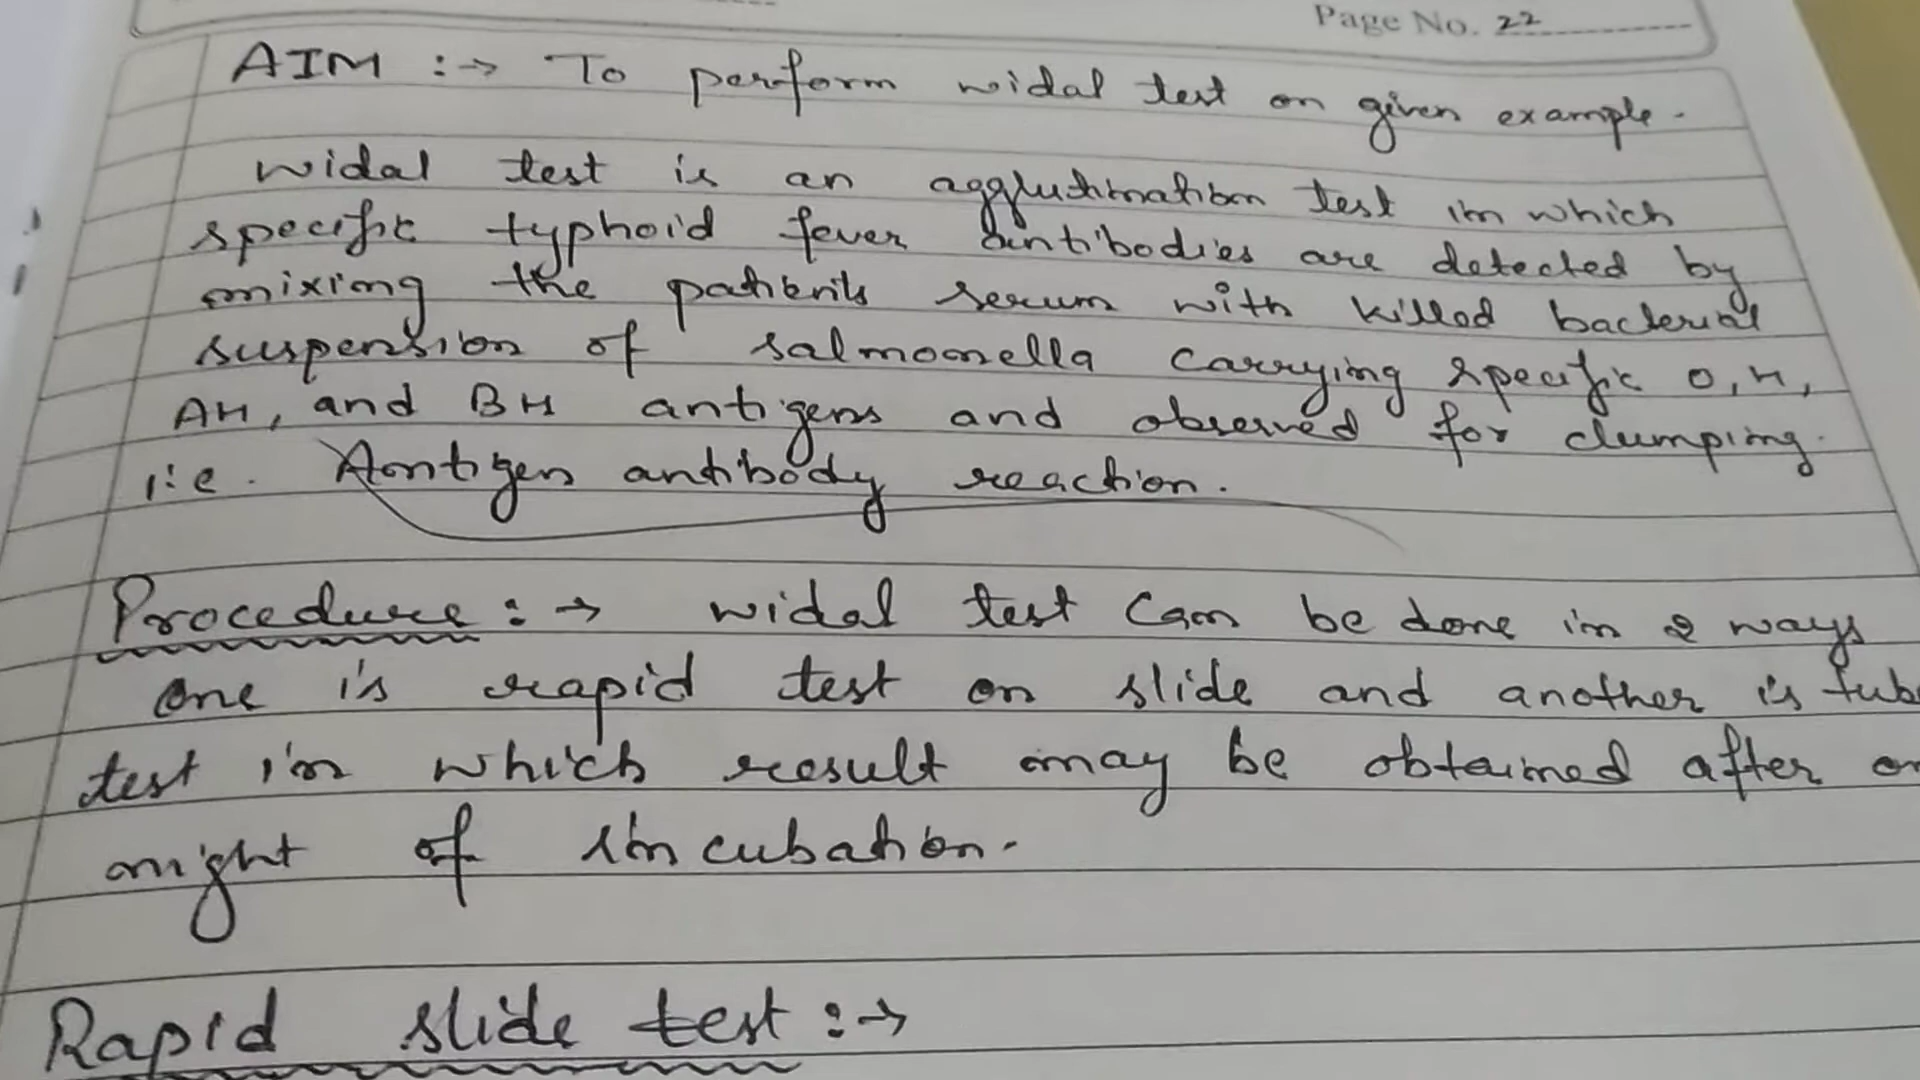 Page No. 22
AIM :→ To perform widal test on given example.
widal test is an agglutination test in which
specific typhoid fever antibodies are detected by
mixing the patients serum with killed bacterial
suspension of salmonella carrying specific O, H,
AH, and BH antigens and observed for clumping.
i.e. Antigen antibody reaction.
Procedure :→ widal test can be done in 2 ways
one is rapid test on slide and another is tube
test in which result may be obtained after
night of incubation.
Rapid slide test :→